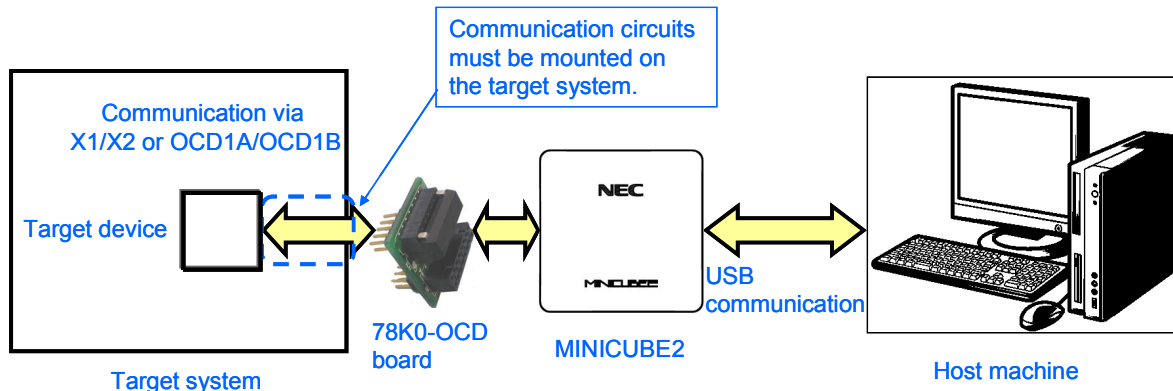 Communication circuits
must be mounted on
the target system.
Communication via
X1/X2 or OCD1A/OCD1B
Target device
NEC
MINICUBE2
USB
communication
78K0-OCD
board
MINICUBE2
Host machine
Target system